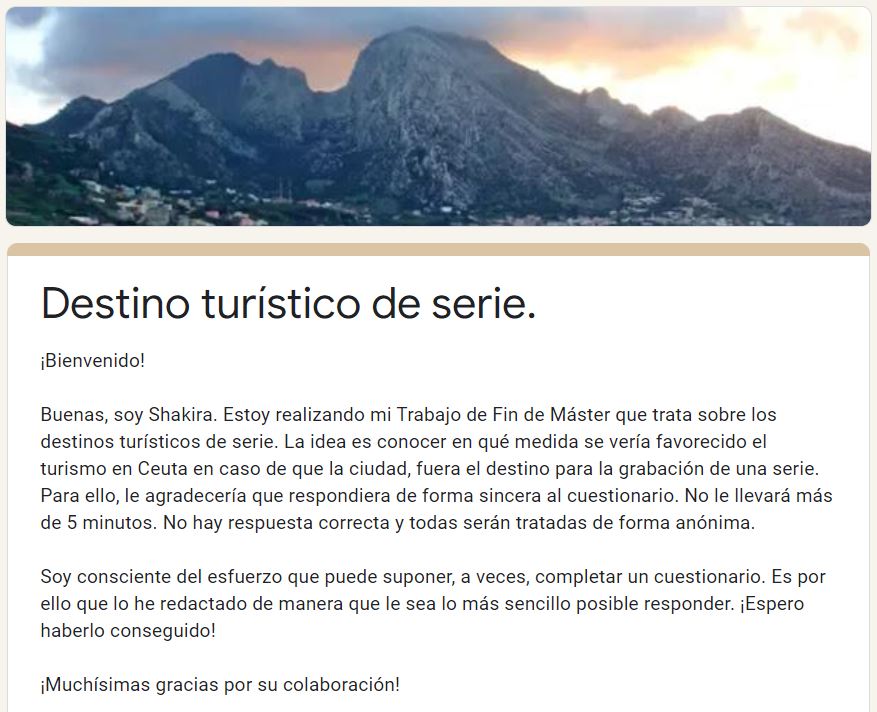 Destino turístico de serie.
¡Bienvenido!
Buenas, soy Shakira. Estoy realizando mi Trabajo de Fin de Máster que trata sobre los
destinos turísticos de serie. La idea es conocer en qué medida se vería favorecido el
turismo en Ceuta en caso de que la ciudad, fuera el destino para la grabación de una serie.
Para ello, le agradecería que respondiera de forma sincera al cuestionario. No le llevará más
de 5 minutos. No hay respuesta correcta y todas serán tratadas de forma anónima.
Soy consciente del esfuerzo que puede suponer, a veces, completar un cuestionario. Es por
ello que lo he redactado de manera que le sea lo más sencillo posible responder. ¡Espero
haberlo conseguido!
¡Muchísimas gracias por su colaboración!